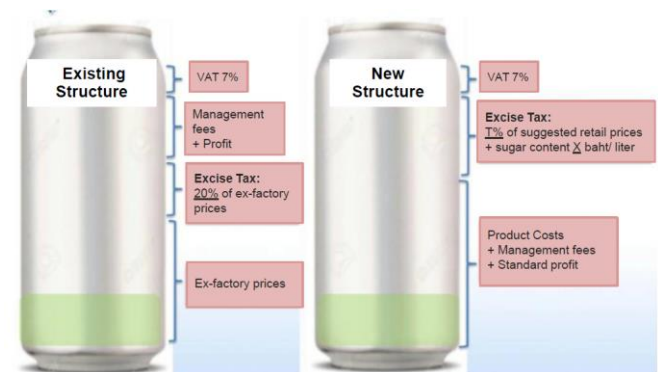 Existing
Structure
VAT 7%
Management
fees
+ Profit
Excise Tax:
20% of ex-factory
prices
Ex-factory prices
New
Structure
VAT 7%
Excise Tax:
T% of suggested retail prices
+ sugar content X baht/ liter
Product Costs
+ Management fees
+ Standard profit